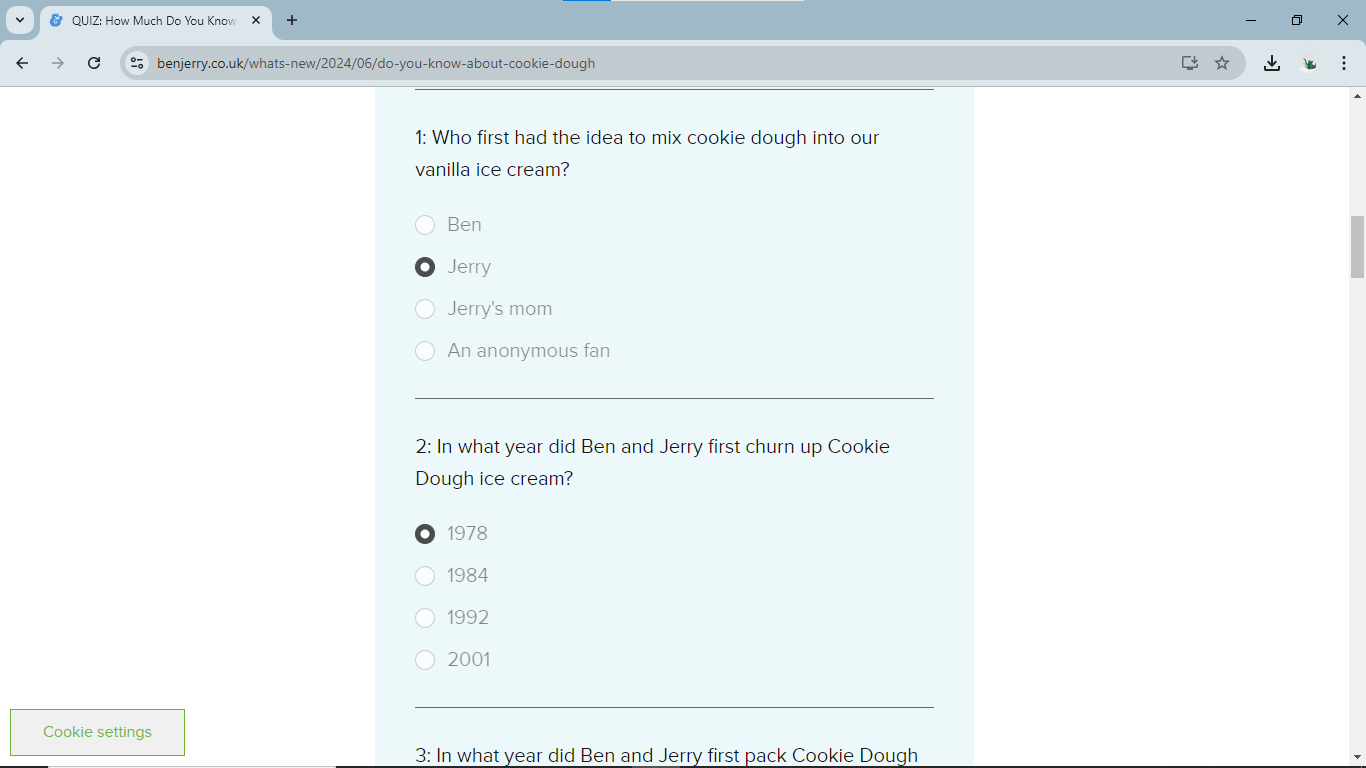 QUIZ: How Much Do You Know
benjerry.co.uk/whats-new/2024/06/do-you-know-about-cookie-dough
1: Who first had the idea to mix cookie dough into our
vanilla ice cream?
Ben
Jerry
Jerry's mom
An anonymous fan
2: In what year did Ben and Jerry first churn up Cookie
Dough ice cream?
1978
1984
1992
2001
Cookie settings
3: In what year did Ben and Jerry first pack Cookie Dough